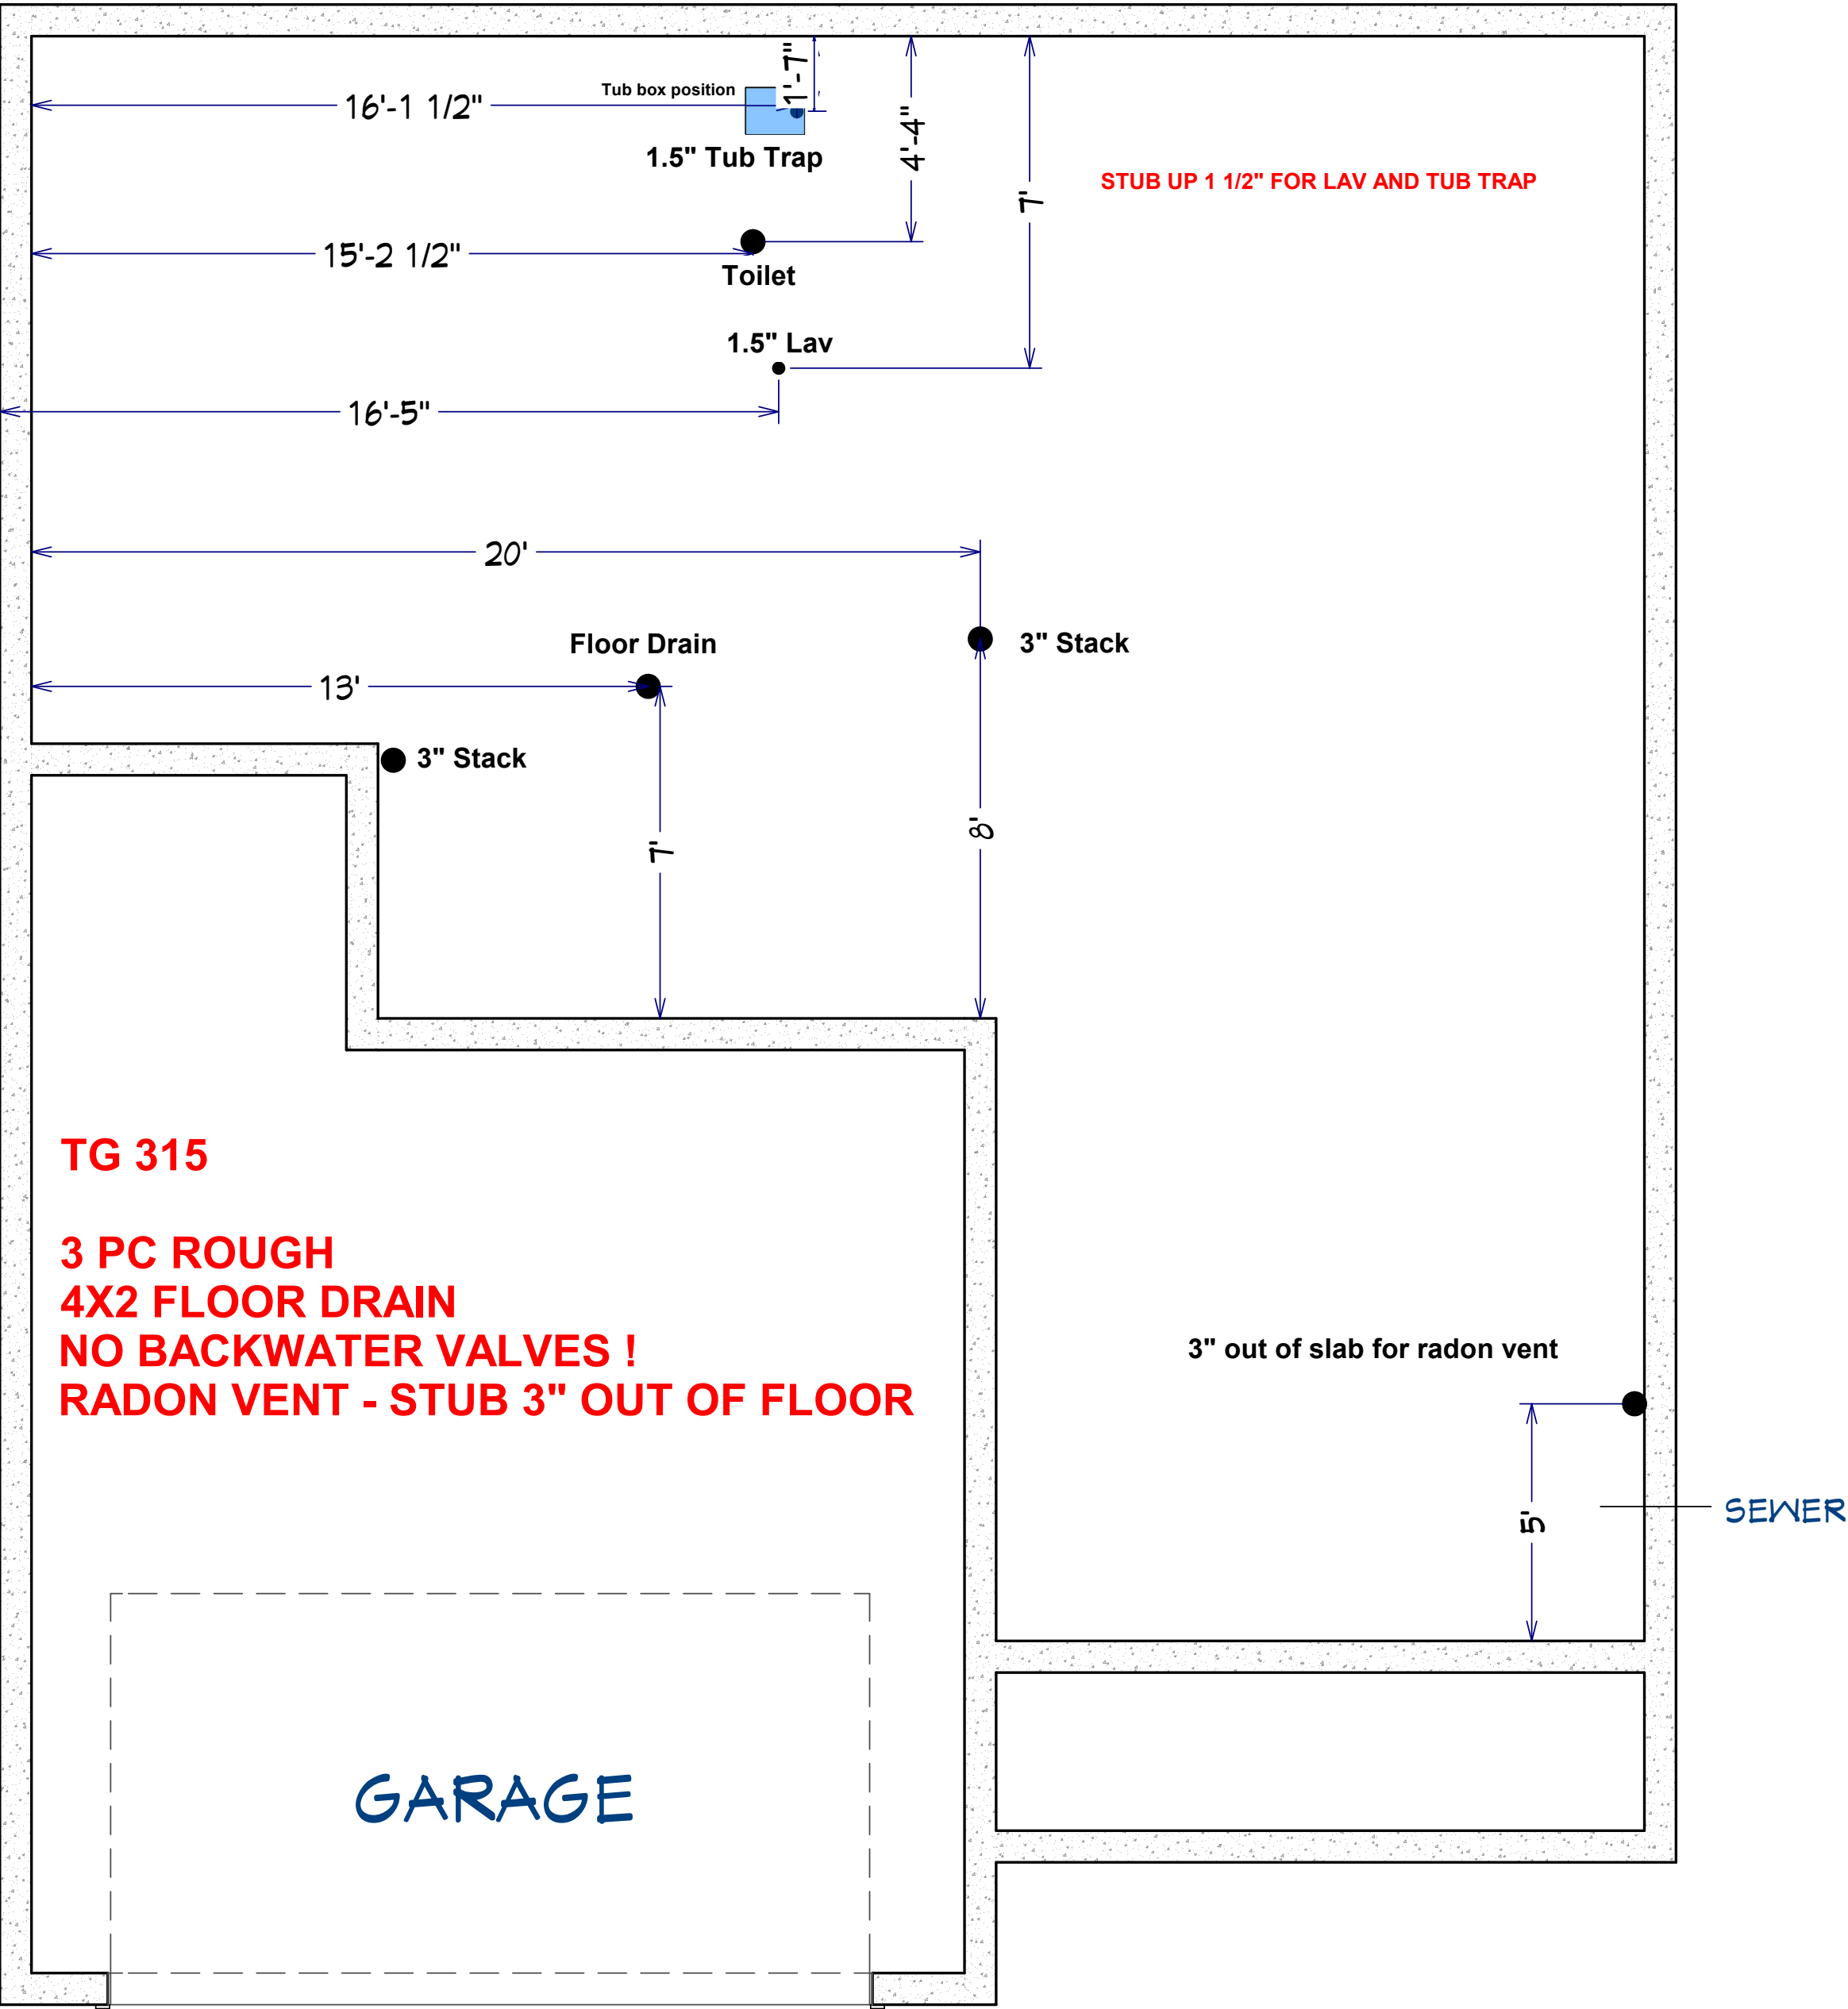 1'-7"
Tub box position
16'-1 1/2"
4'-4"
1.5" Tub Trap
STUB UP 1 1/2" FOR LAV AND TUB TRAP
7'
15'-2 1/2"
Toilet
1.5" Lav
16'-5"
20'
Floor Drain
3" Stack
13'
3" Stack
7'
8'
TG 315
3 PC ROUGH
4X2 FLOOR DRAIN
NO BACKWATER VALVES !
RADON VENT - STUB 3" OUT OF FLOOR
3" out of slab for radon vent
5'
SEWER
GARAGE